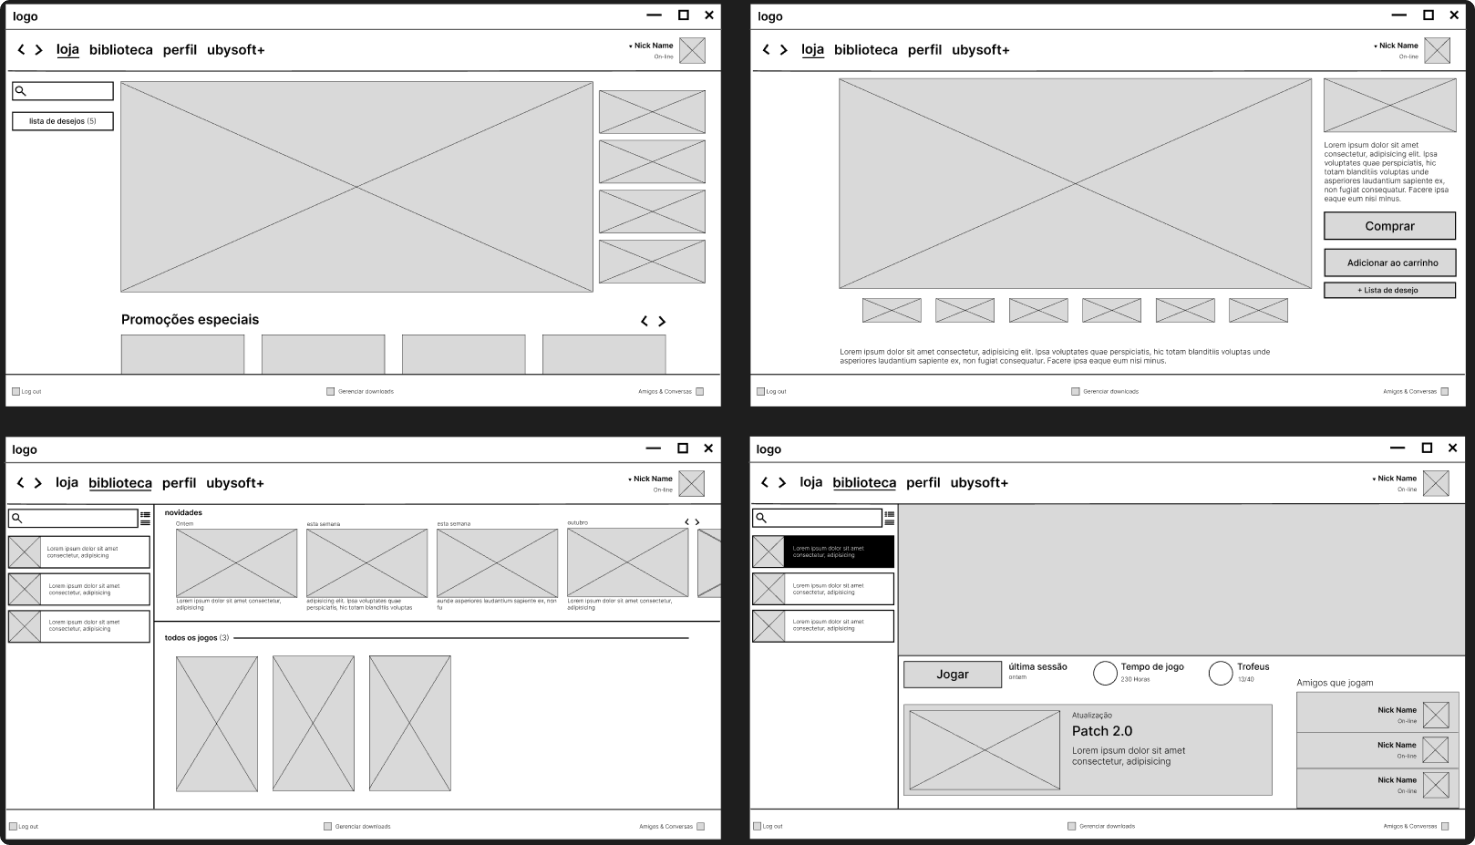 logo
loja biblioteca perfil ubysoft+
Nick Name
On-line
lista de desejos (5)
Promoções especiais
Log out
Gerenciar downloads
Amigos & Conversas
logo
loja biblioteca perfil ubysoft+
Nick Name
On-line
Lorem ipsum dolor sit amet
consectetur, adipisicing elit. Ipsa
voluptates quae perspiciatis, hic
totam blanditiis voluptas unde
asperiores laudantium sapiente ex,
non fugiat consequatur. Facere ipsa
eaque eum nisi minus.
Comprar
Adicionar ao carrinho
+ Lista de desejo
Lorem ipsum dolor sit amet consectetur, adipisicing elit. Ipsa voluptates quae perspiciatis, hic totam blanditiis voluptas unde
asperiores laudantium sapiente ex, non fugiat consequatur. Facere ipsa eaque eum nisi minus.
Log out
Gerenciar downloads
Amigos & Conversas
logo
loja biblioteca perfil ubysoft+
Nick Name
On-line
Lorem ipsum dolor sit amet
consectetur, adipisicing
Lorem ipsum dolor sit amet
consectetur, adipisicing
Lorem ipsum dolor sit amet
consectetur, adipisicing
novidades
Ontem
esta semana
esta semana
outubro
Lorem ipsum dolor sit amet consectetur,
adipisicing
adipisicing elit. Ipsa voluptates quae
perspiciatis, hic totam blanditiis voluptas
eunde asperiores laudantium sapiente ex, non
fu
Lorem ipsum dolor sit amet consectetur,
adipisicing
todos os jogos (3)
Log out
Gerenciar downloads
Amigos & Conversas
logo
loja biblioteca perfil ubysoft+
Nick Name
On-line
Lorem ipsum dolor sit amet
consectetur, adipisicing
Lorem ipsum dolor sit amet
consectetur, adipisicing
Lorem ipsum dolor sit amet
consectetur, adipisicing
Jogar
última sessão
ontem
Tempo de jogo
230 Horas
Trofeus
13/40
Atualização
Patch 2.0
Lorem ipsum dolor sit amet
consectetur, adipisicing
Amigos que jogam
Nick Name
On-line
Nick Name
On-line
Nick Name
On-line
Log out
Gerenciar downloads
Amigos & Conversas